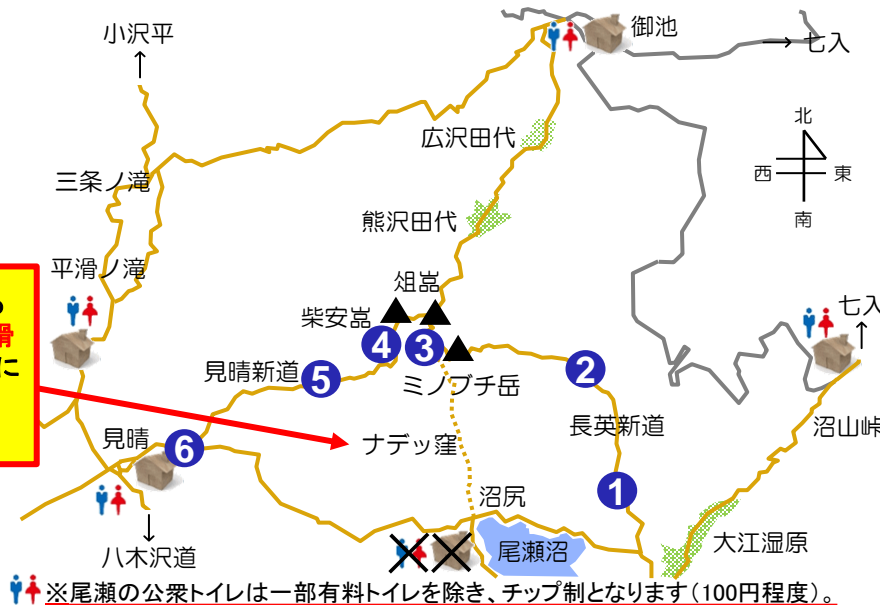 小沢平
↑
御池
→ 七入
北
西 東
南
広沢田代
三条ノ滝
熊沢田代
平滑ノ滝
俎嵓
柴安嵓
七入
↑
滑
に
4
3
見晴新道
5
ミノブチ岳
2
長英新道
沼山峠
見晴
6
ナデッ窪
1
沼尻
八木沢道
↓
尾瀬沼
大江湿原
※尾瀬の公衆トイレは一部有料トイレを除き、チップ制となります(100円程度)。